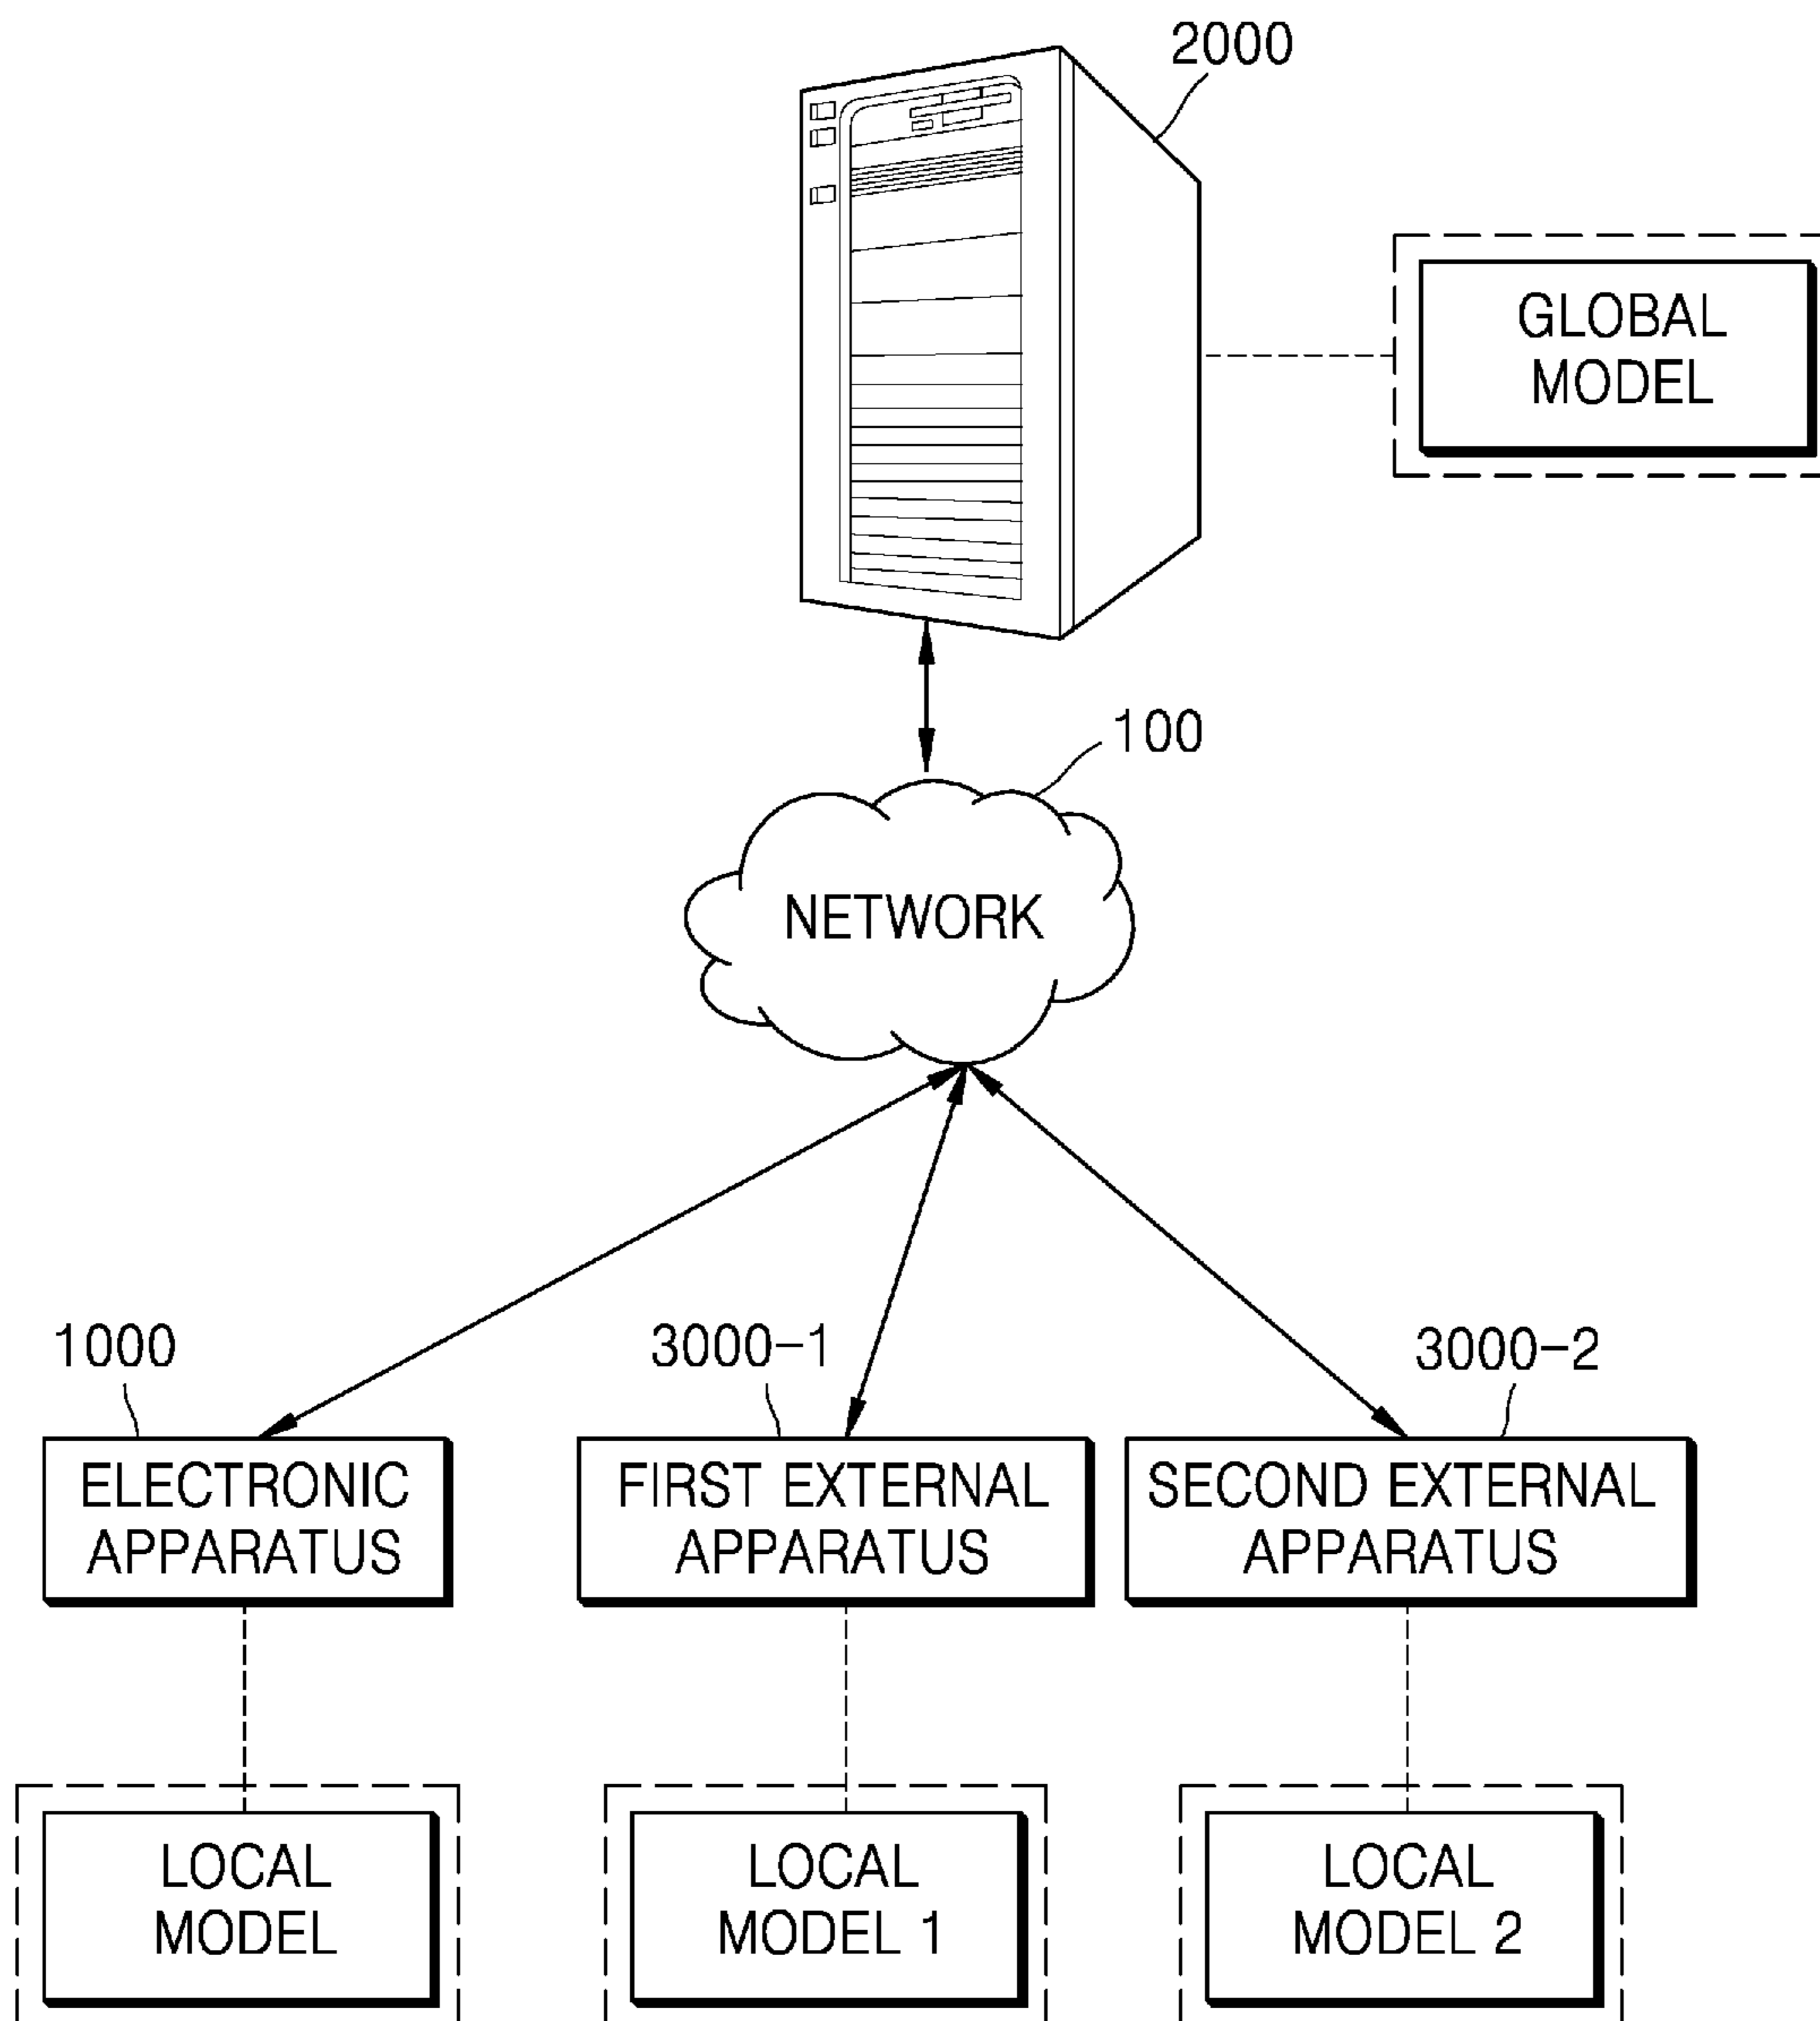 2000
GLOBAL
MODEL
100
NETWORK
1000
3000-1
3000-2
ELECTRONIC
APPARATUS
FIRST EXTERNAL
APPARATUS
SECOND EXTERNAL
APPARATUS
LOCAL
MODEL
LOCAL
MODEL 1
LOCAL
MODEL 2